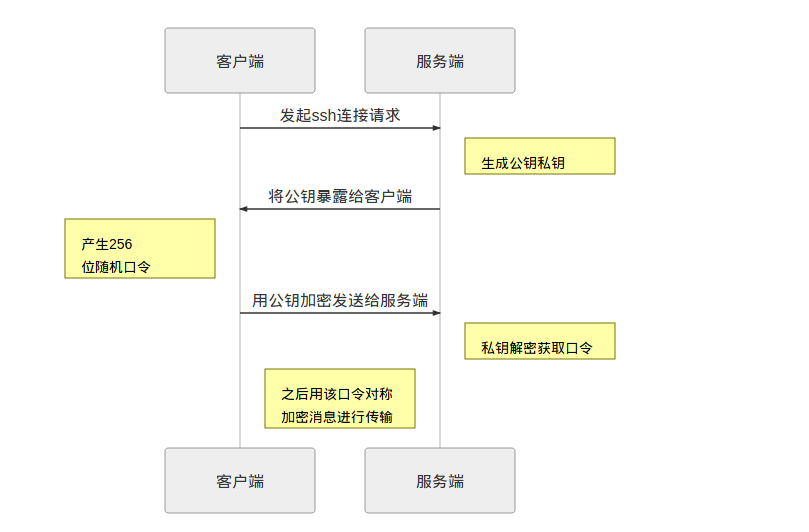 客户端
服务端
发起ssh连接请求
生成公钥私钥
将公钥暴露给客户端
产生256
位随机口令
用公钥加密发送给服务端
私钥解密获取口令
之后用该口令对称
加密消息进行传输
客户端
服务端